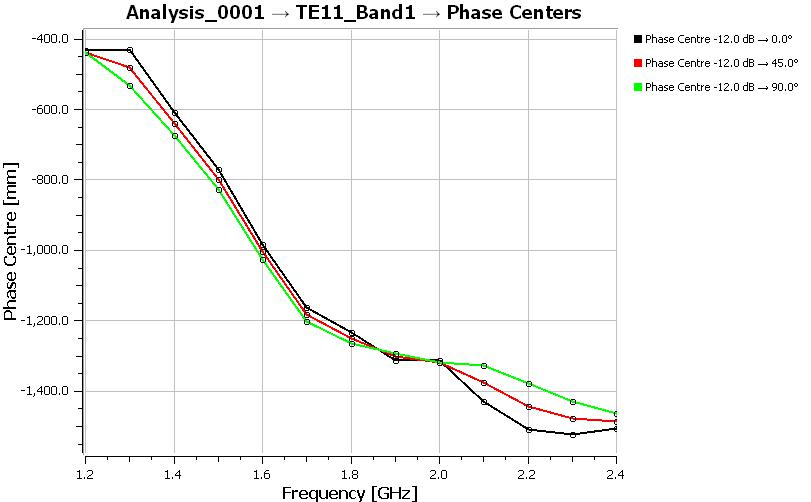 Analysis_0001 → TE11_Band1 → Phase Centers
Phase Centre -12.0 dB → 0.0°
Phase Centre -12.0 dB → 45.0°
Phase Centre -12.0 dB → 90.0°
Phase Centre [mm]
-400.0
-600.0
-800.0
-1,000.0
-1,200.0
-1,400.0
1.2 1.4 1.6 1.8 2.0 2.2 2.4
Frequency [GHz]